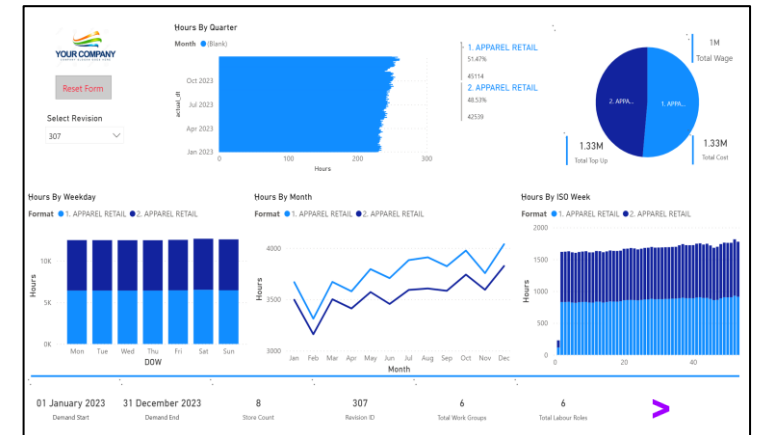 YOUR COMPANY
Reset Form
Select Revision
307
Hours By Quarter
Month (Blank)
actual_dt
Oct 2023
Jul 2023
Apr 2023
Jan 2023
0 100 200 300
Hours
1. APPAREL RETAIL
51.47%
45114
2. APPAREL RETAIL
48.53%
42539
2. APPA...
1. APPA...
1M
Total Wage
1.33M
Total Top Up
1.33M
Total Cost
Hours By Weekday
Format 1. APPAREL RETAIL 2. APPAREL RETAIL
Hours
10K
5K
0K
Mon Tue Wed Thu Fri Sat Sun
DOW
Hours By Month
Format 1. APPAREL RETAIL 2. APPAREL RETAIL
Hours
4000
3500
3000
Jan Feb Mar Apr May Jun Jul Aug Sep Oct Nov Dec
Month
Hours By ISO Week
Format 1. APPAREL RETAIL 2. APPAREL RETAIL
Hours
2000
1500
1000
500
0
0 20 40
01 January 2023
Demand Start
31 December 2023
Demand End
8
Store Count
307
Revision ID
6
Total Work Groups
6
Total Labour Roles
>